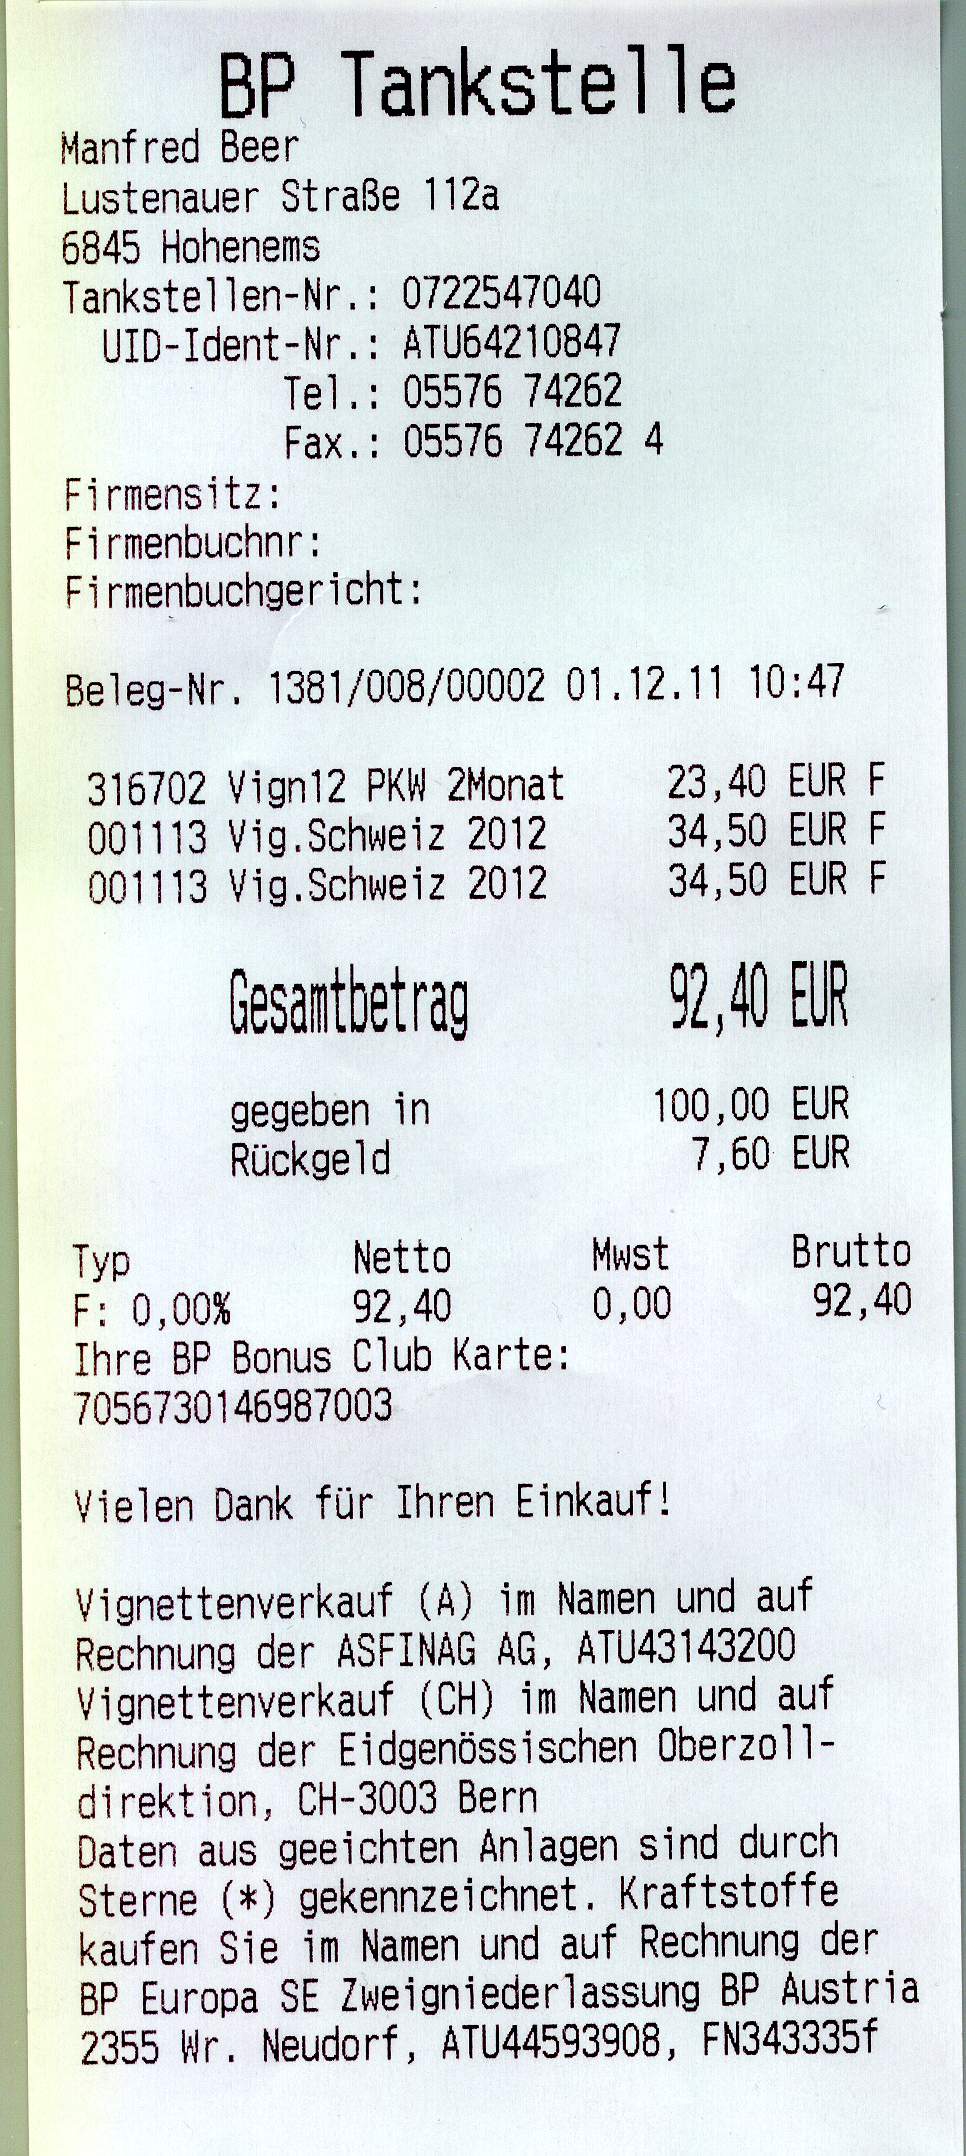 BP Tankstelle
Manfred Beer
Lustenauer Straße 112a
6845 Hohenems
Tankstellen-Nr.: 0722547040
UID-Ident-Nr.: ATU64210847
Tel.: 05576 74262
Fax.: 05576 74262 4
Firmensitz:
Firmenbuchnr:
Firmenbuchgericht:
Beleg-Nr. 1381/008/00002 01.12.11 10:47
316702 Vign12 PKW 2Monat 23,40 EUR F
001113 Vig.Schweiz 2012 34,50 EUR F
001113 Vig.Schweiz 2012 34,50 EUR F
Gesamtbetrag 92,40 EUR
gegeben in 100,00 EUR
Rückgeld 7,60 EUR
Typ Netto Mwst Brutto
F: 0,00% 92,40 0,00 92,40
Ihre BP Bonus Club Karte:
7056730146987003
Vielen Dank für Ihren Einkauf!
Vignettenverkauf (A) im Namen und auf
Rechnung der ASFINAG AG, ATU43143200
Vignettenverkauf (CH) im Namen und auf
Rechnung der Eidgenössischen Oberzoll-
direktion, CH-3003 Bern
Daten aus geeichten Anlagen sind durch
Sterne (*) gekennzeichnet. Kraftstoffe
kaufen Sie im Namen und auf Rechnung der
BP Europa SE Zweigniederlassung BP Austria
2355 Wr. Neudorf, ATU44593908, FN343335f